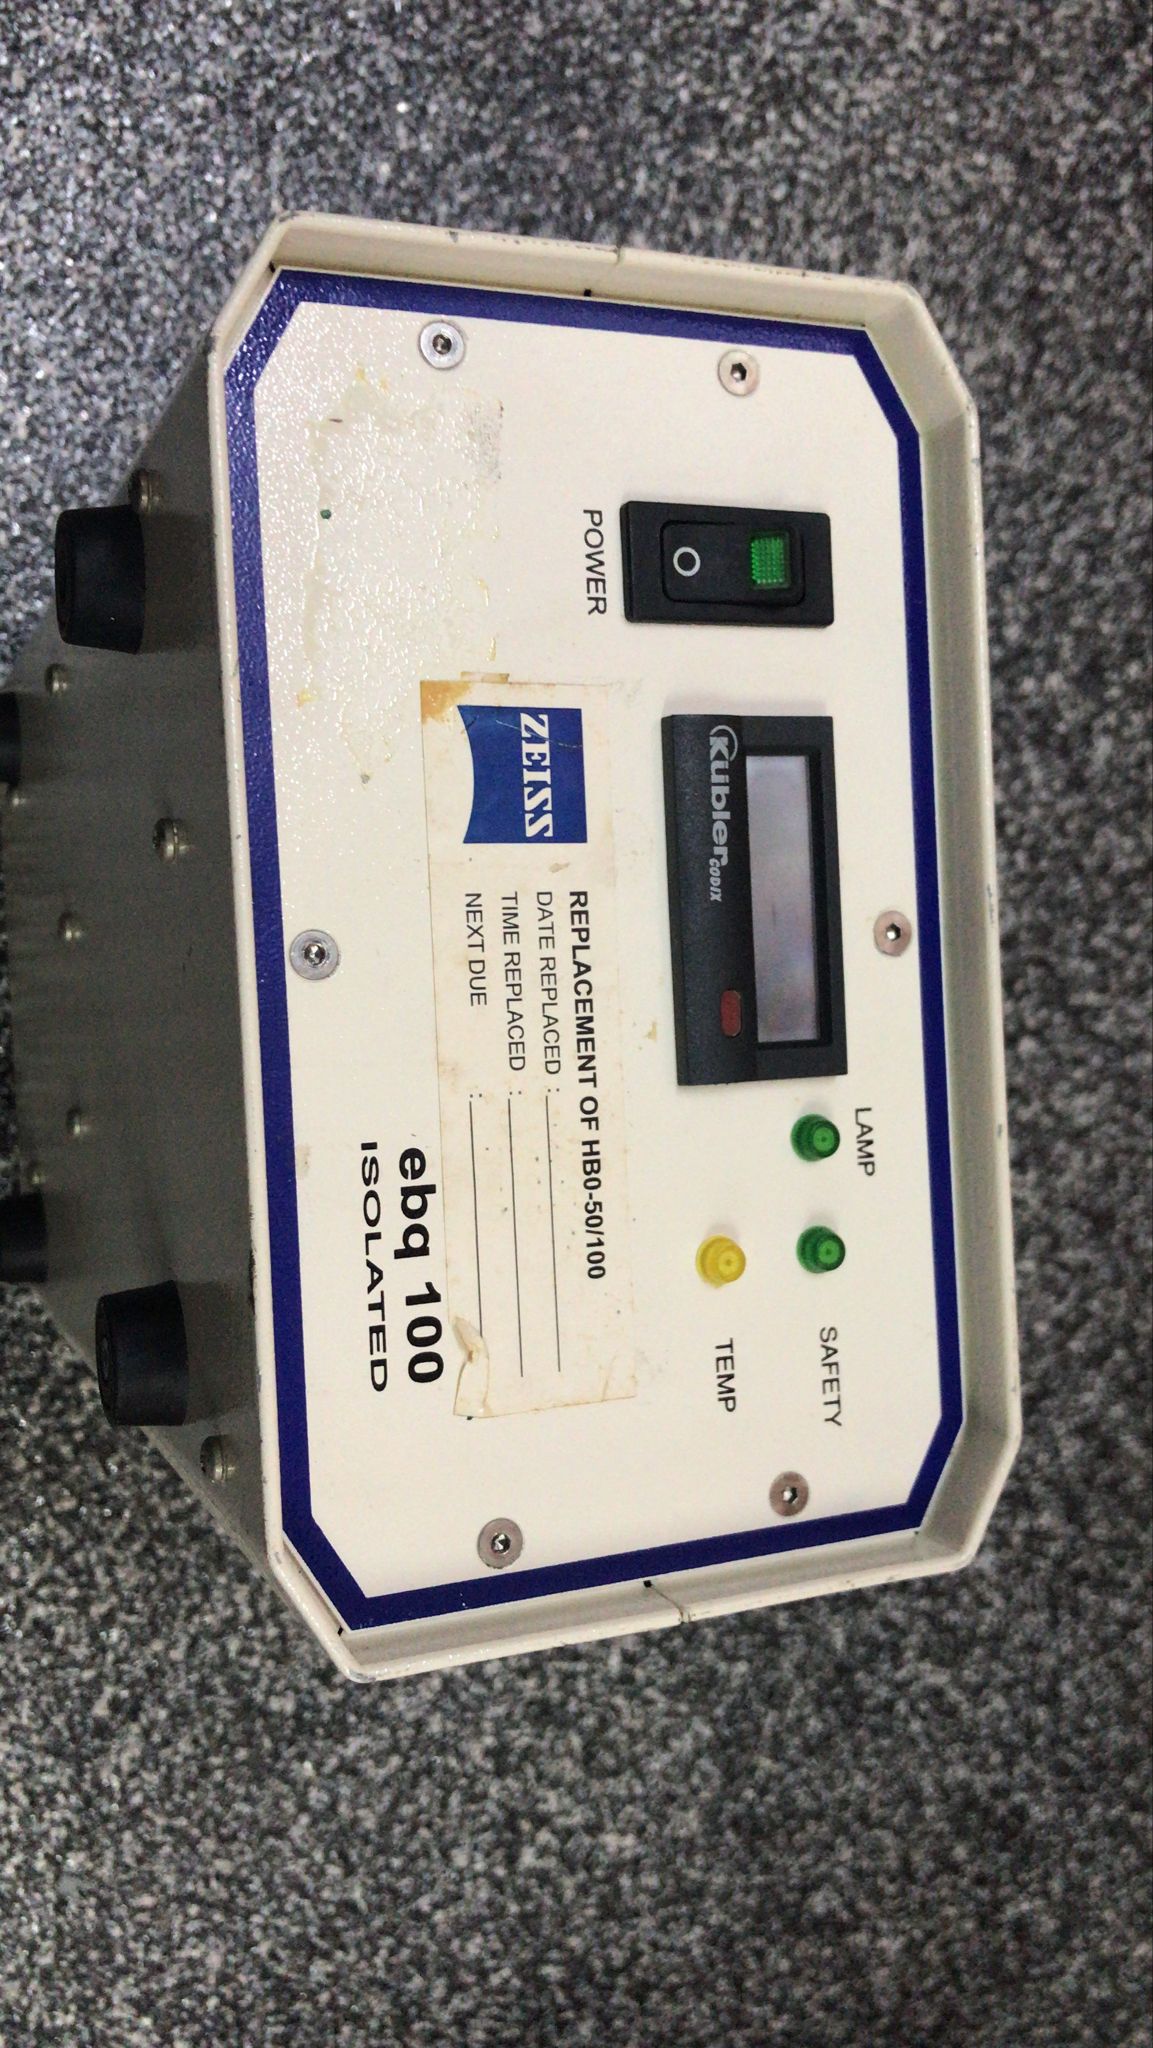 LAMP
SAFETY
TEMP
Kübler CODIX
POWER
O
ZEISS
REPLACEMENT OF HB0-50/100
DATE REPLACED :
TIME REPLACED :
NEXT DUE :
ebq 100
ISOLATED